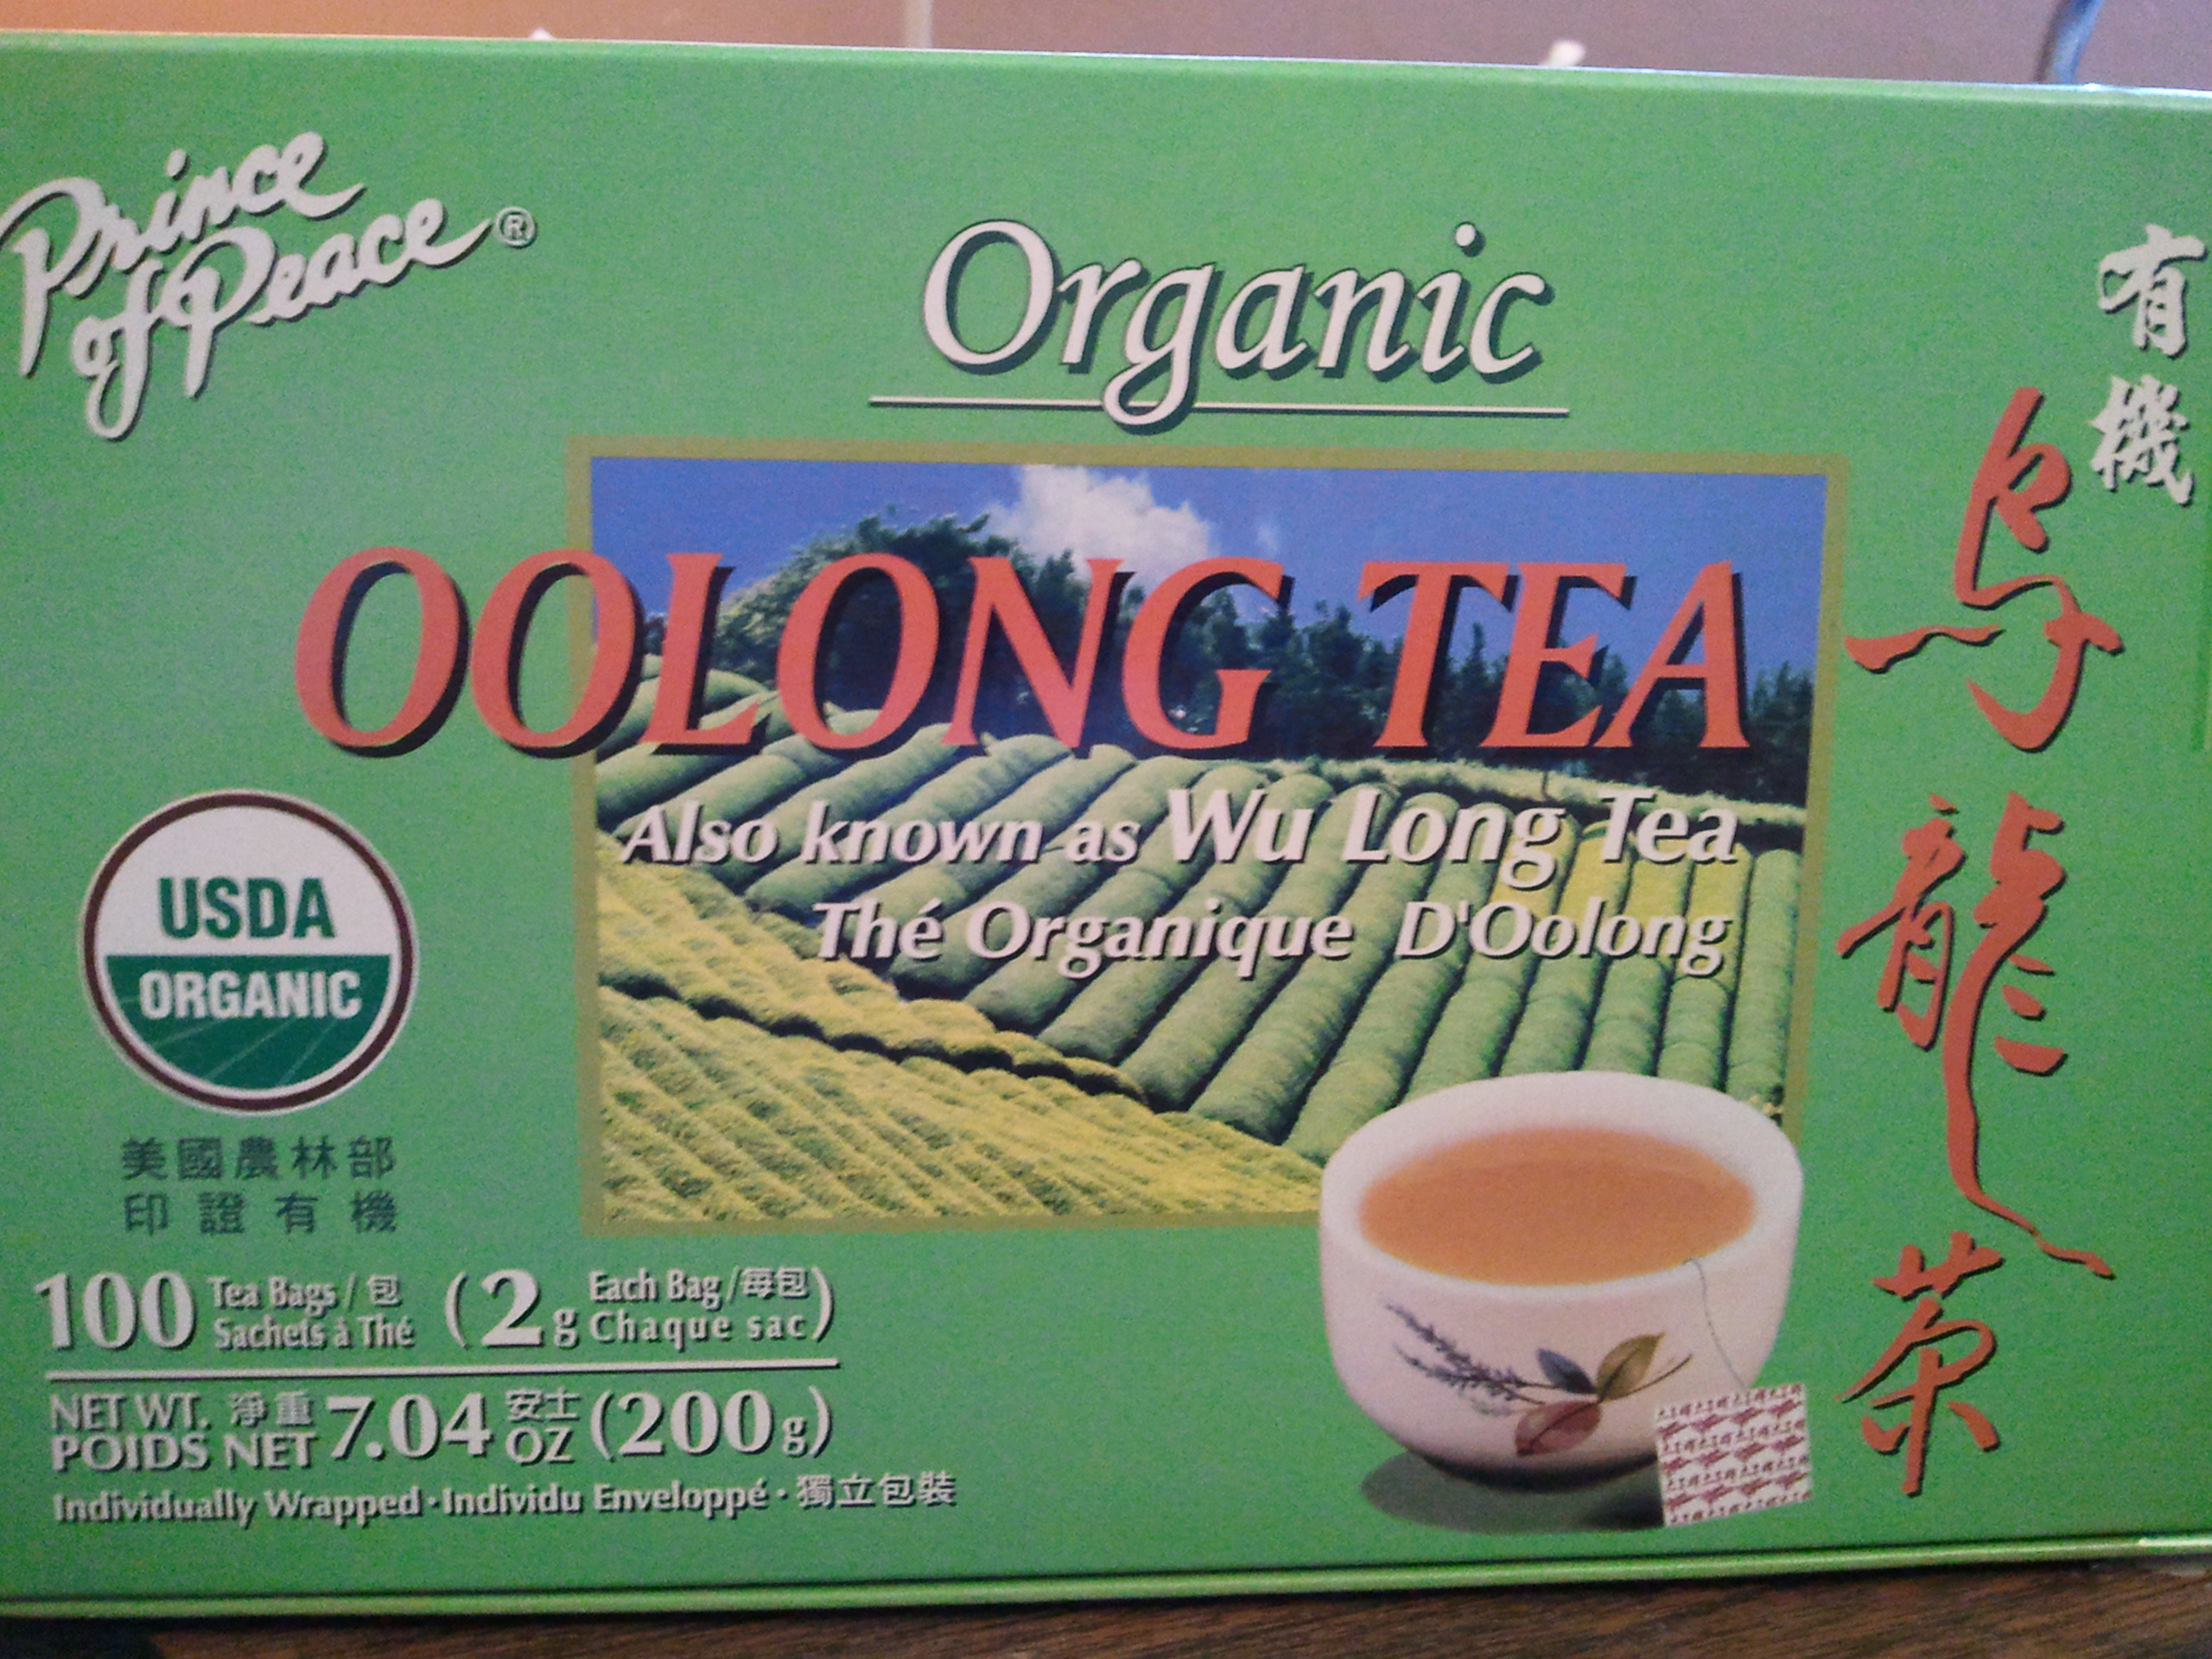 Prince
of Peace®
Organic
有機
OOLONG TEA
Also known as Wu Long Tea
Thé Organique D'Oolong
烏龍茶
USDA
ORGANIC
美國農林部
印證有機
100 Tea Bags / 包 (2g Each Bag / 每包)
Sachets à Thé Chaque sac
NET WT. 淨重 7.04 安士 (200g)
POIDS NET OZ
Individually Wrapped · Individu Enveloppé · 獨立包裝